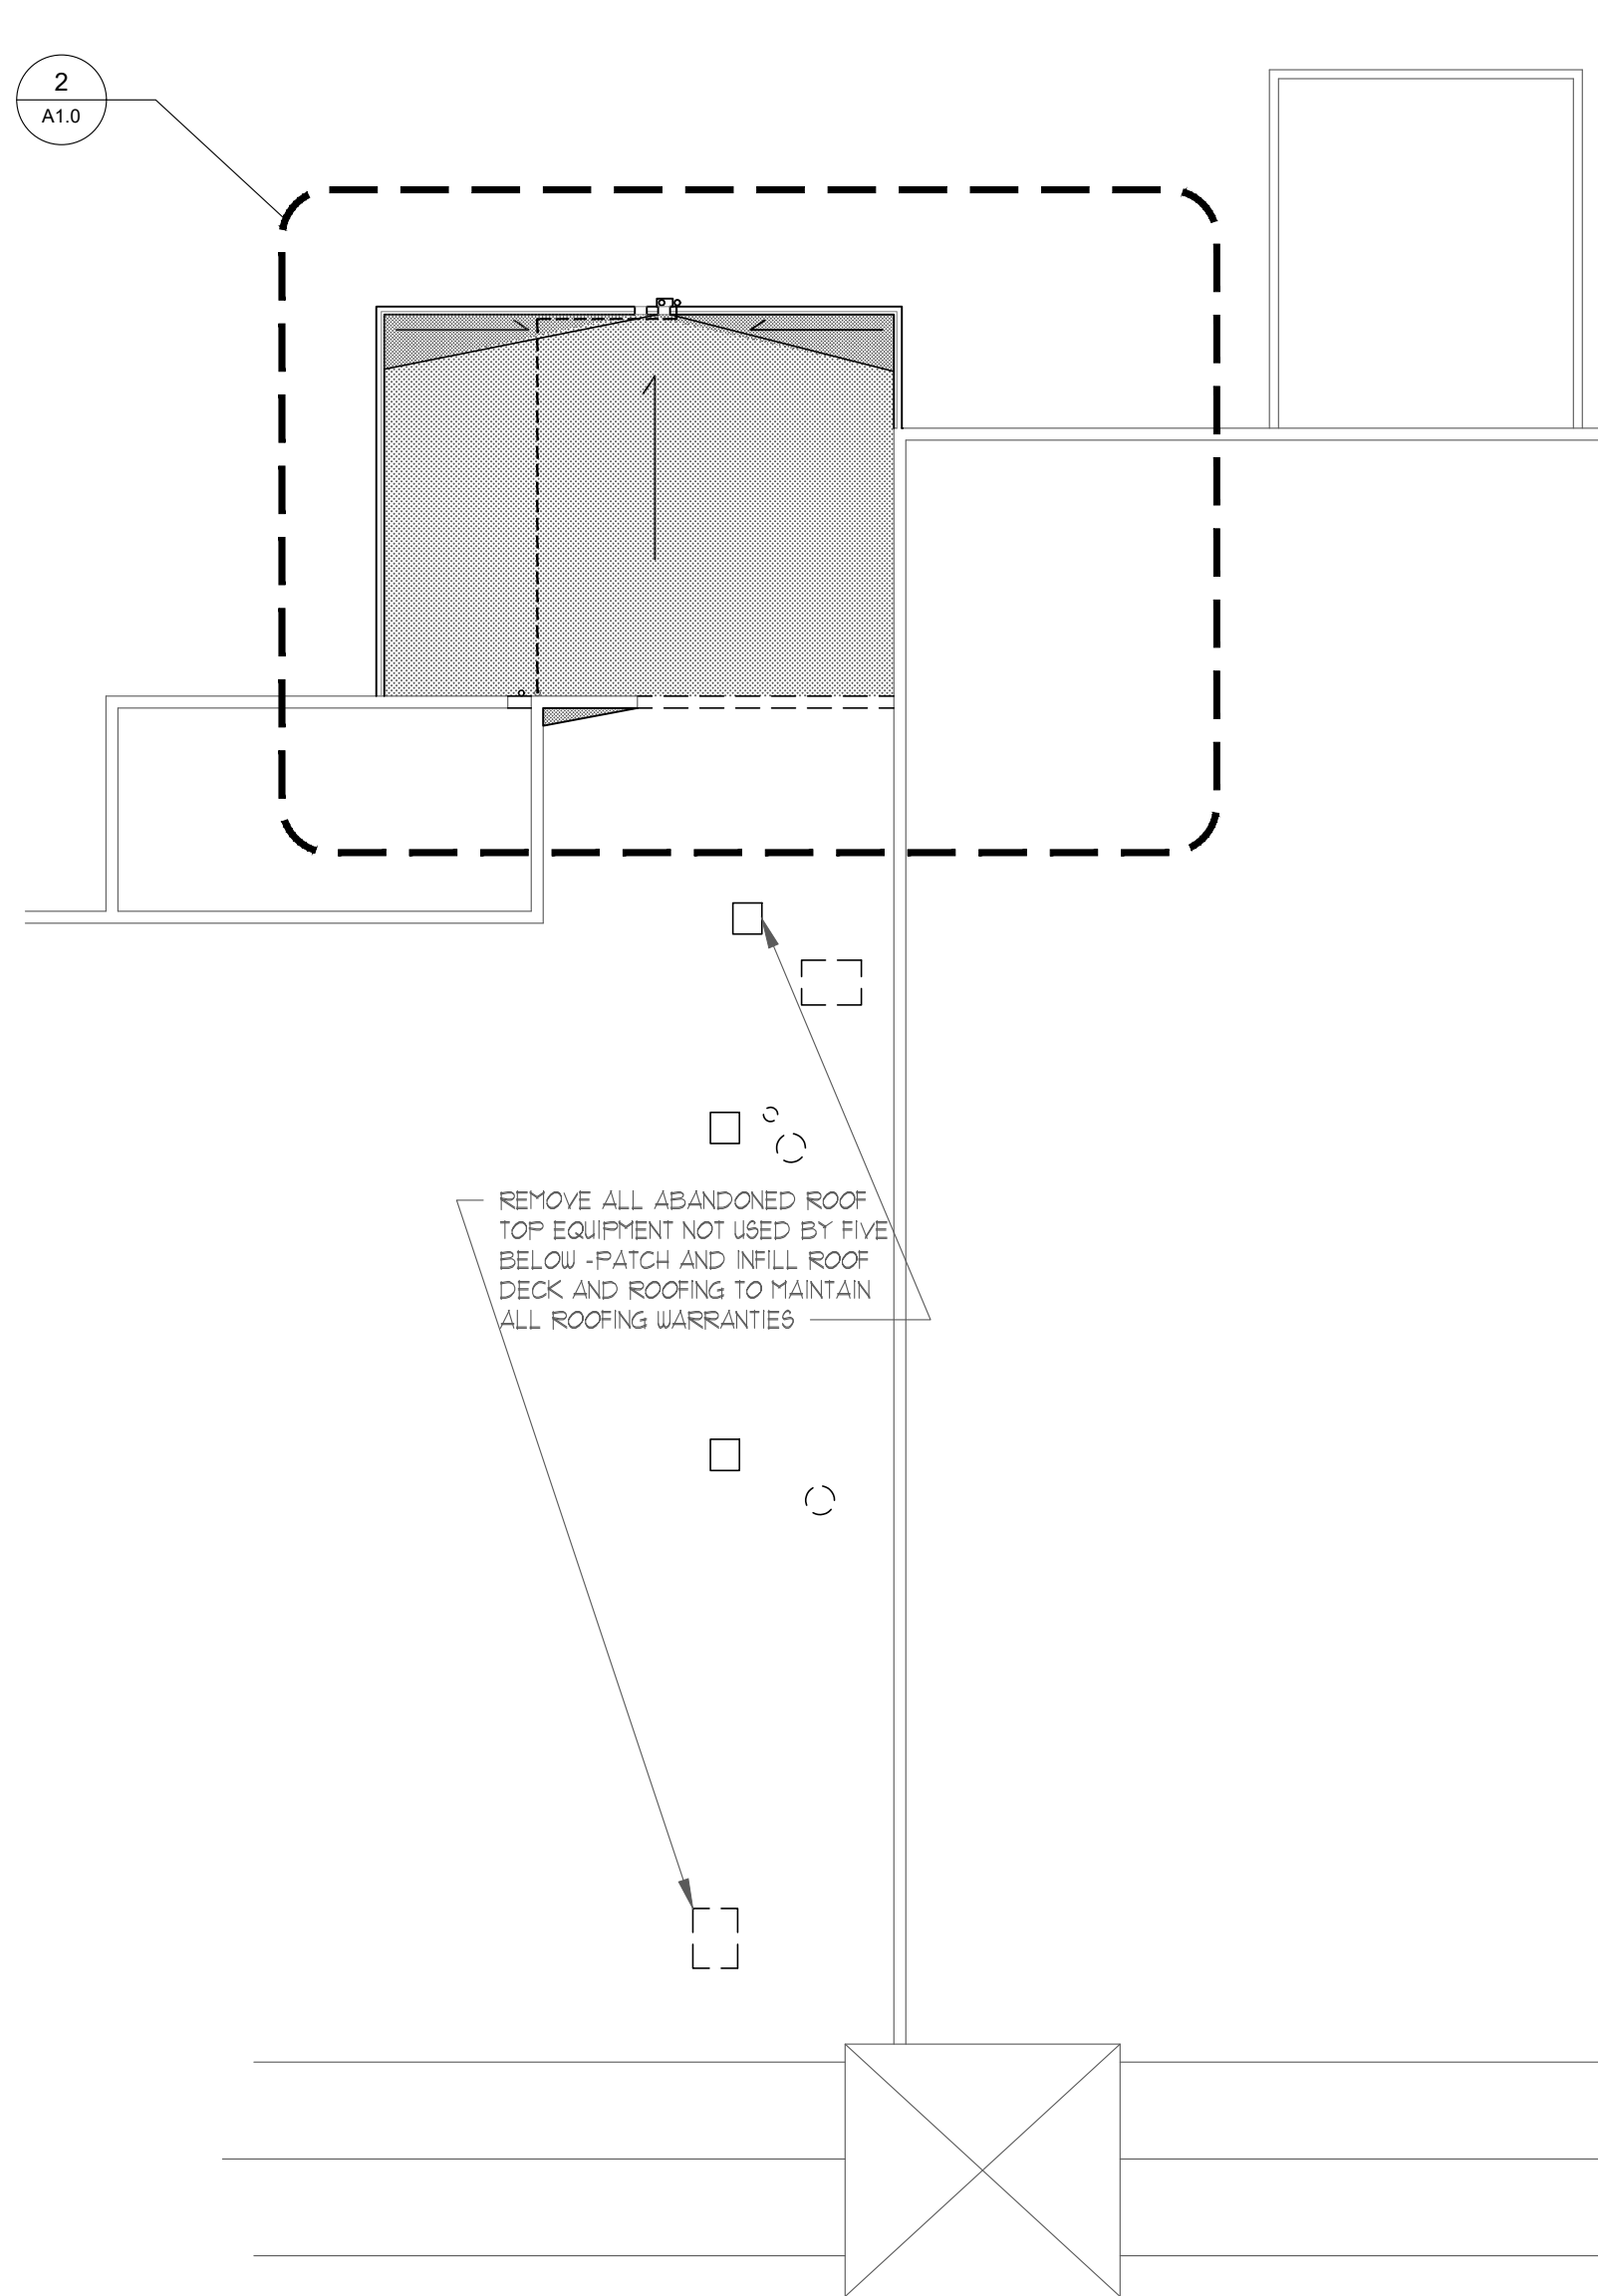 2
A1.0
REMOVE ALL ABANDONED ROOF
TOP EQUIPMENT NOT USED BY FIVE
BELOW -PATCH AND INFILL ROOF
DECK AND ROOFING TO MAINTAIN
ALL ROOFING WARRANTIES